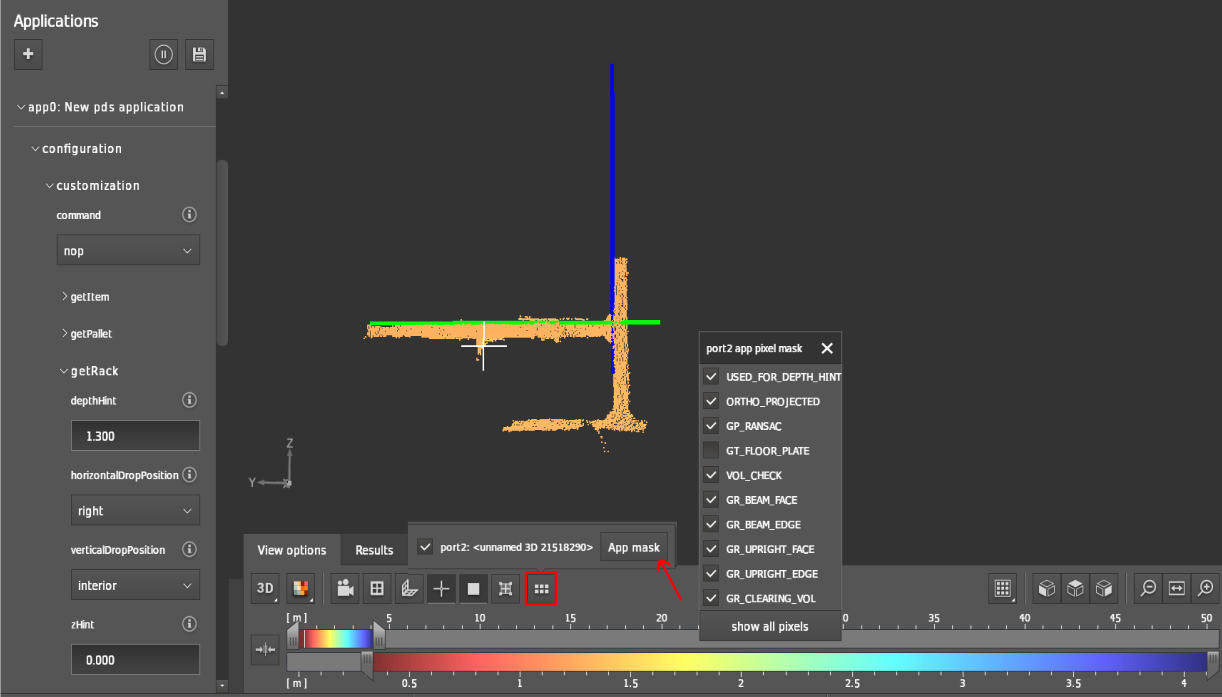 Applications
app0: New pds application
configuration
customization
command
nop
getItem
getPallet
getRack
depthHint
1.300
horizontalDropPosition
right
verticalDropPosition
interior
zHint
0.000
Z
Y
port2 app pixel mask
USED_FOR_DEPTH_HINT
ORTHO_PROJECTED
GP_RANSAC
GT_FLOOR_PLATE
VOL_CHECK
GR_BEAM_FACE
GR_BEAM_EDGE
GR_UPRIGHT_FACE
GR_UPRIGHT_EDGE
GR_CLEARING_VOL
show all pixels
View options
Results
port2: <unnamed 3D 21518290>
App mask
3D
[ m ] 5 10 15 20 0 35 40 45 50
[ m ] 0.5 1 1.5 2 2.5 3 3.5 4